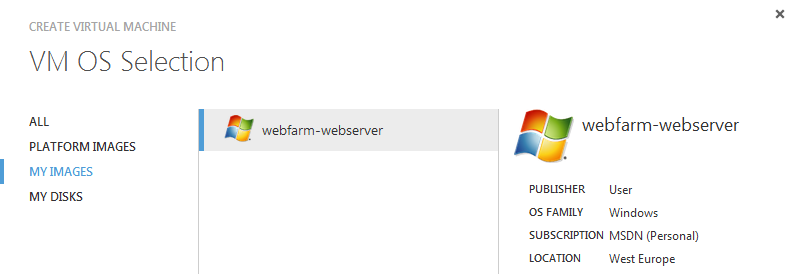 CREATE VIRTUAL MACHINE
VM OS Selection
ALL
PLATFORM IMAGES
MY IMAGES
MY DISKS
webfarm-webserver
webfarm-webserver
PUBLISHER User
OS FAMILY Windows
SUBSCRIPTION MSDN (Personal)
LOCATION West Europe